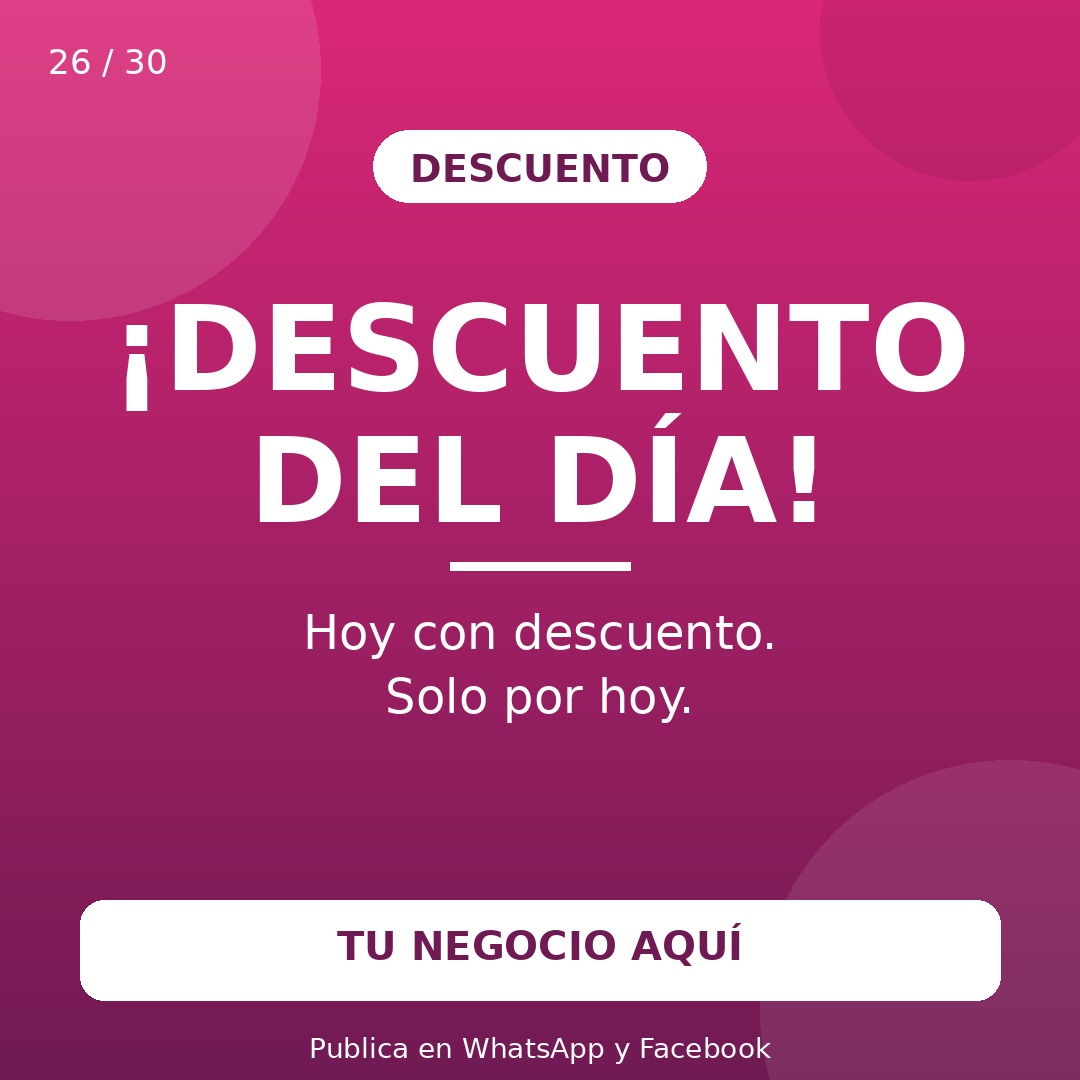 26 / 30
DESCUENTO
¡DESCUENTO
DEL DÍA!
Hoy con descuento.
Solo por hoy.
TU NEGOCIO AQUÍ
Publica en WhatsApp y Facebook